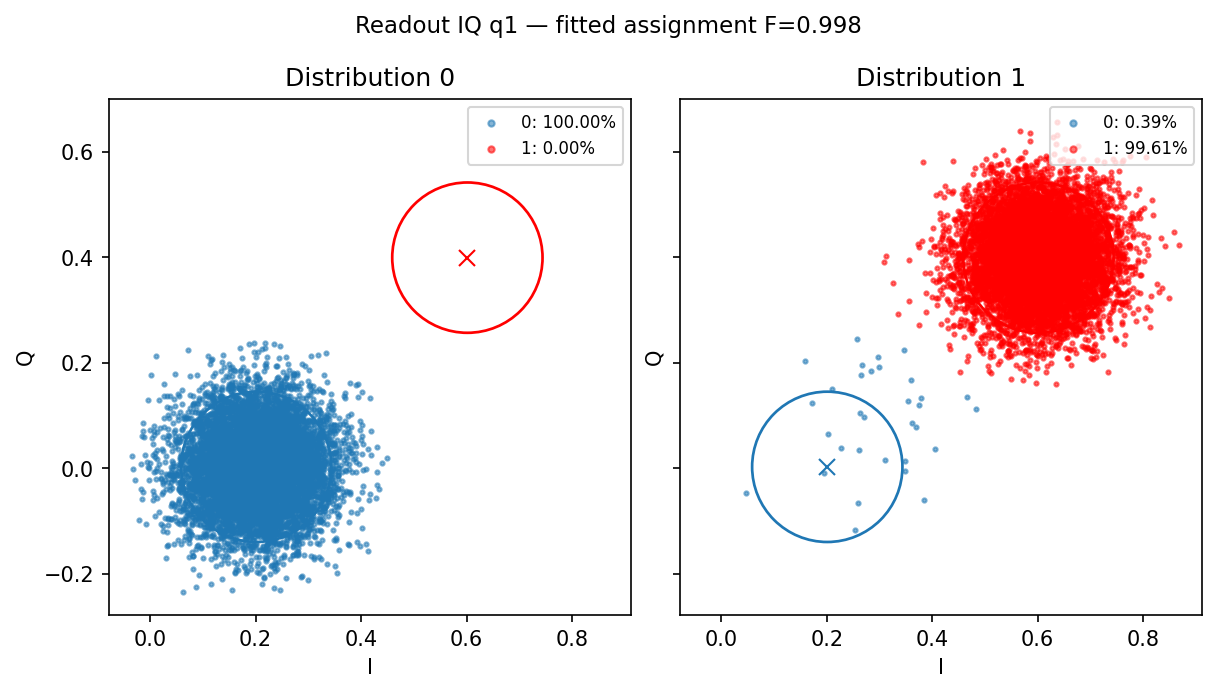 Readout IQ q1 — fitted assignment F=0.998
Distribution 0
0: 100.00%
1: 0.00%
Q
0.6
0.4
0.2
0.0
−0.2
0.0 0.2 0.4 0.6 0.8
I
Distribution 1
0: 0.39%
1: 99.61%
Q
0.0 0.2 0.4 0.6 0.8
I